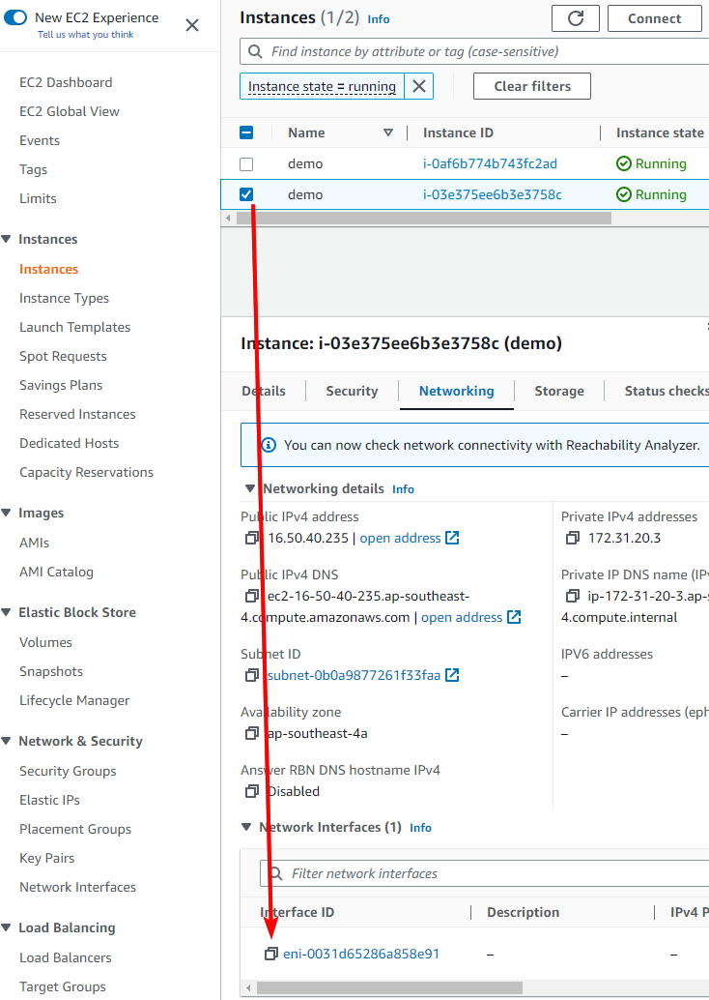 New EC2 Experience
Tell us what you think
EC2 Dashboard
EC2 Global View
Events
Tags
Limits
Instances
Instances
Instance Types
Launch Templates
Spot Requests
Savings Plans
Reserved Instances
Dedicated Hosts
Capacity Reservations
Images
AMIs
AMI Catalog
Elastic Block Store
Volumes
Snapshots
Lifecycle Manager
Network & Security
Security Groups
Elastic IPs
Placement Groups
Key Pairs
Network Interfaces
Load Balancing
Load Balancers
Target Groups
Instances (1/2) Info
Connect
Find instance by attribute or tag (case-sensitive)
Instance state = running
Clear filters
Name Instance ID Instance state
demo i-0af6b774b743fc2ad Running
demo i-03e375ee6b3e3758c Running
Instance: i-03e375ee6b3e3758c (demo)
Details Security Networking Storage Status checks
You can now check network connectivity with Reachability Analyzer.
Networking details Info
Public IPv4 address
16.50.40.235 | open address
Public IPv4 DNS
ec2-16-50-40-235.ap-southeast-
4.compute.amazonaws.com | open address
Subnet ID
subnet-0b0a9877261f33faa
Availability zone
ap-southeast-4a
Answer RBN DNS hostname IPv4
Disabled
Private IPv4 addresses
172.31.20.3
Private IP DNS name (IPv
ip-172-31-20-3.ap-s
4.compute.internal
IPV6 addresses
–
Carrier IP addresses (eph
–
Network Interfaces (1) Info
Filter network interfaces
Interface ID Description IPv4 P
eni-0031d65286a858e91 – –